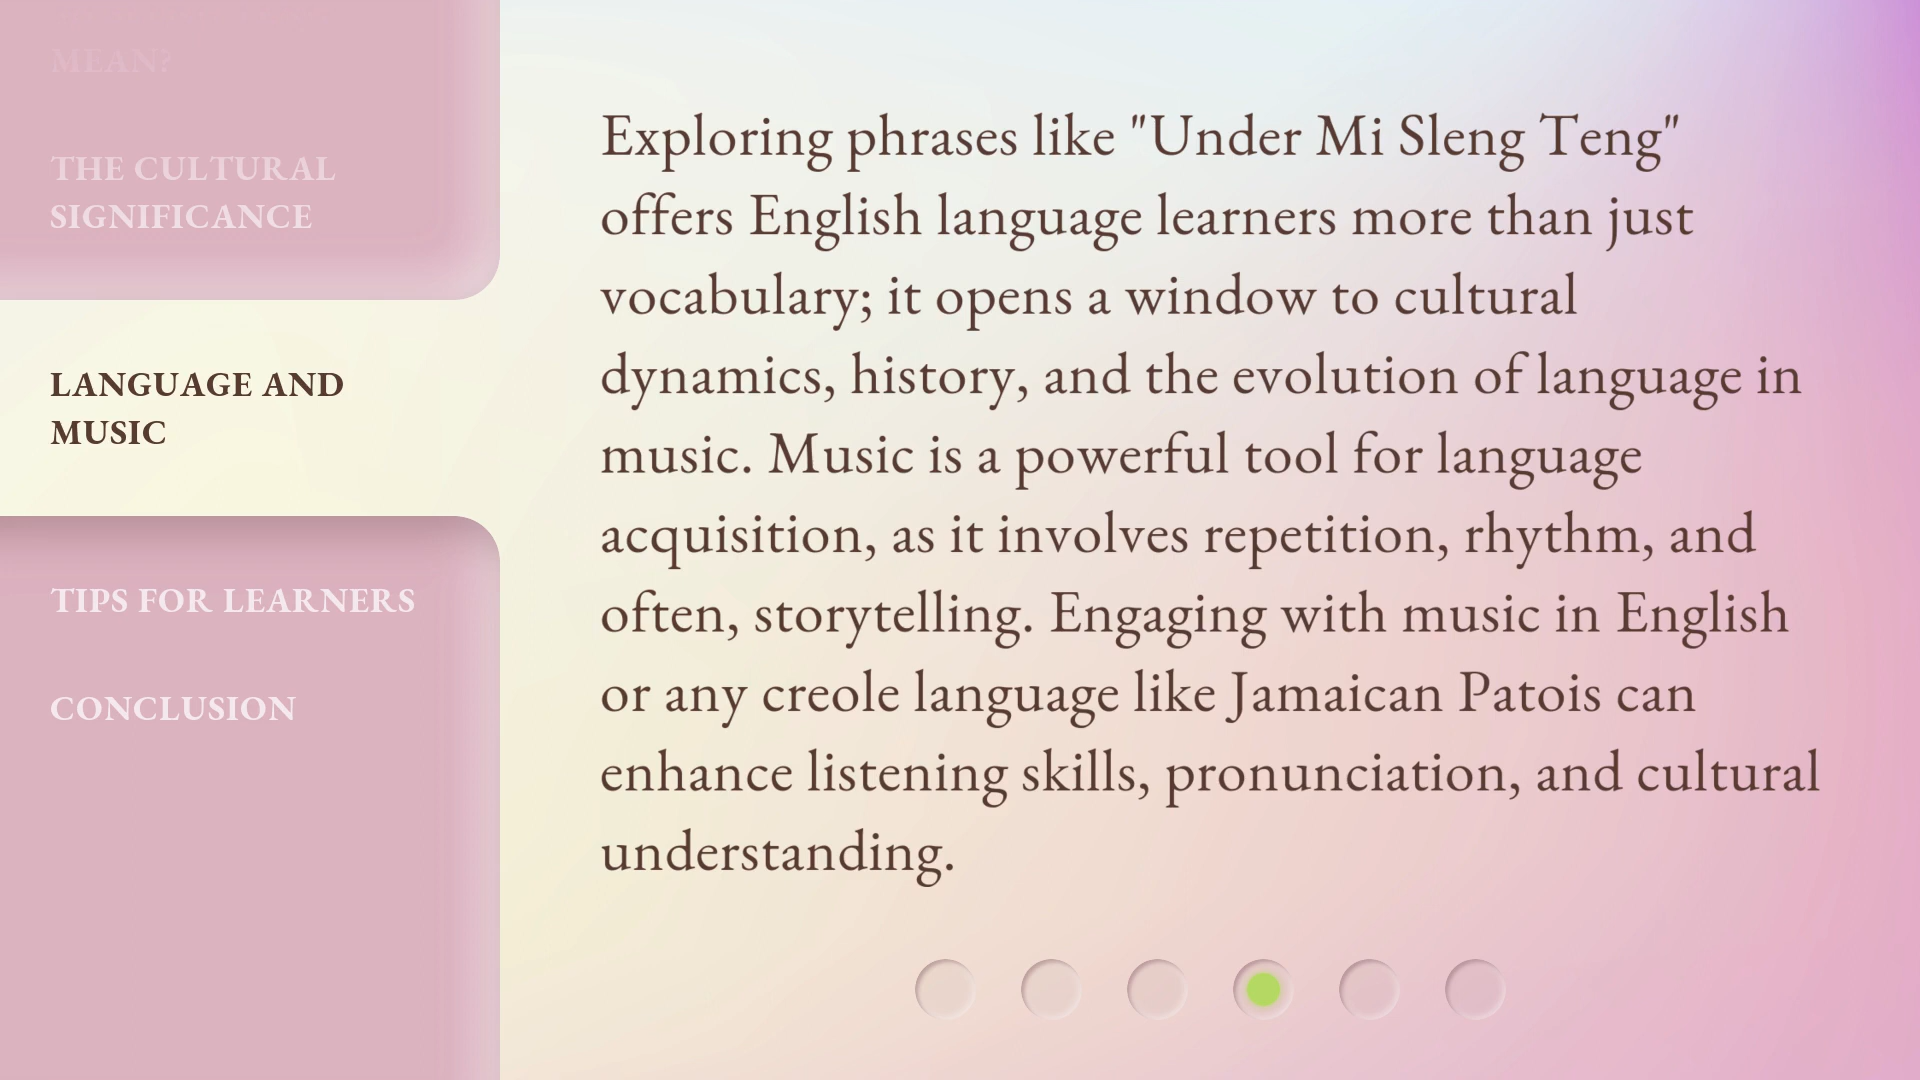 MEAN?
THE CULTURAL
SIGNIFICANCE
LANGUAGE AND
MUSIC
TIPS FOR LEARNERS
CONCLUSION
Exploring phrases like "Under Mi Sleng Teng"
offers English language learners more than just
vocabulary; it opens a window to cultural
dynamics, history, and the evolution of language in
music. Music is a powerful tool for language
acquisition, as it involves repetition, rhythm, and
often, storytelling. Engaging with music in English
or any creole language like Jamaican Patois can
enhance listening skills, pronunciation, and cultural
understanding.